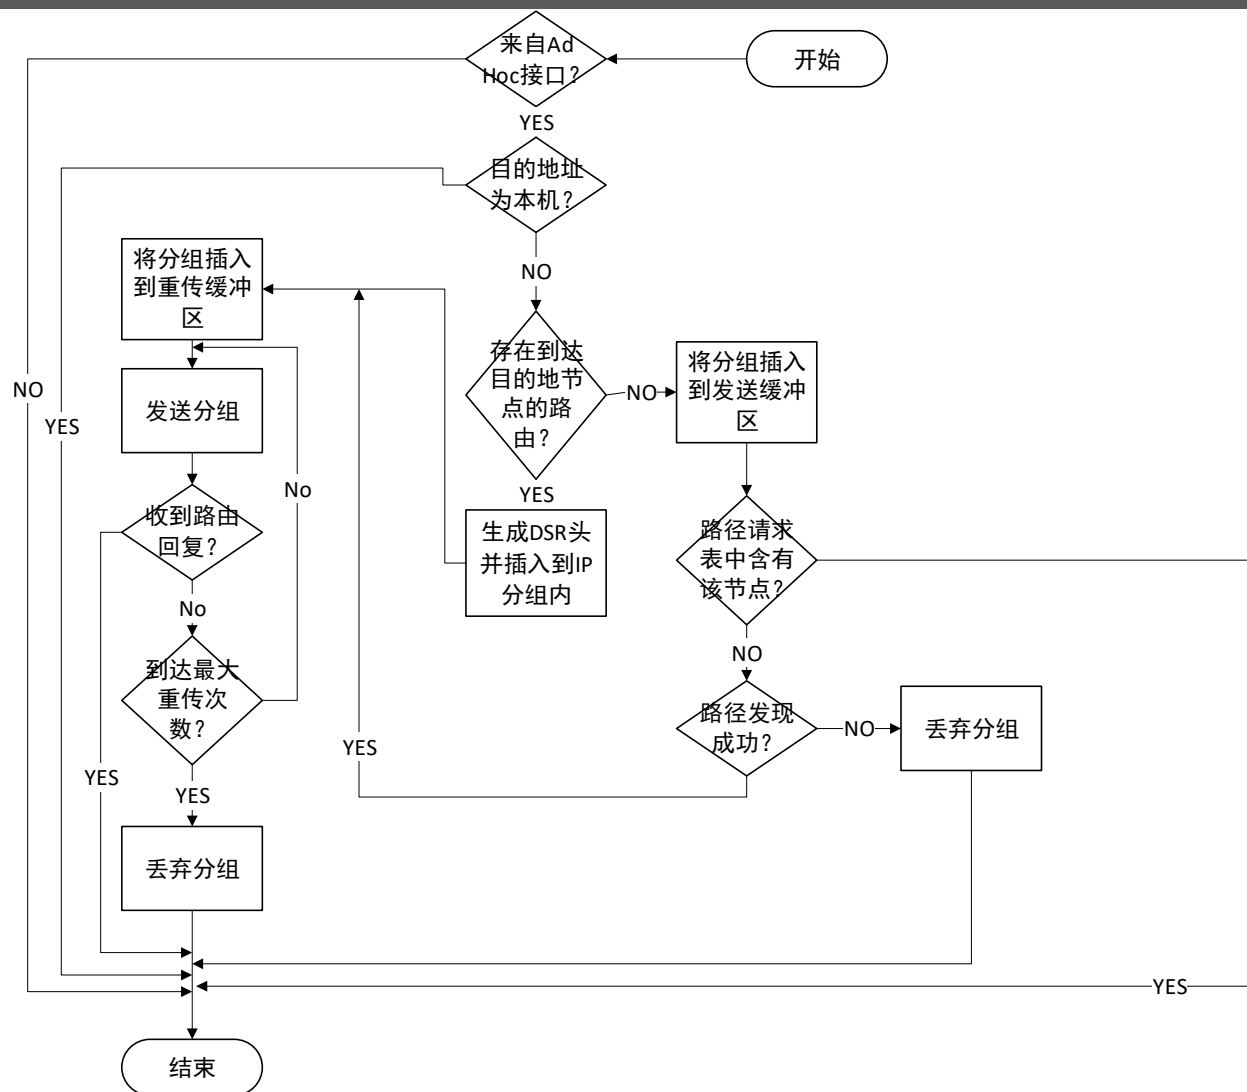 来自Ad
Hoc接口?
开始
YES
目的地址
为本机?
将分组插入
到重传缓冲
区
NO
存在到达
目的地节
点的路
由?
NO
将分组插入
到发送缓冲
区
NO
YES
发送分组
No
YES
收到路由
回复?
生成DSR头
并插入到IP
分组内
路径请求
表中含有
该节点?
No
NO
到达最大
重传次
数?
路径发现
成功?
NO
丢弃分组
YES
YES
YES
丢弃分组
YES
结束